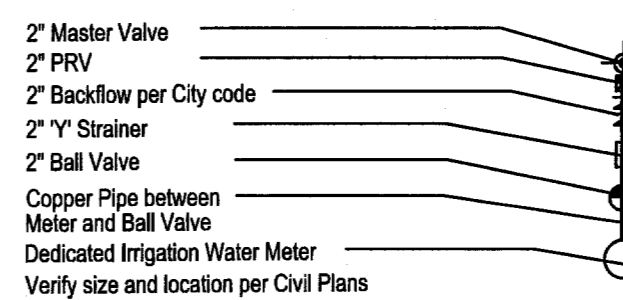 2" Master Valve
2" PRV
2" Backflow per City code
2" 'Y' Strainer
2" Ball Valve
Copper Pipe between
Meter and Ball Valve
Dedicated Irrigation Water Meter
Verify size and location per Civil Plans